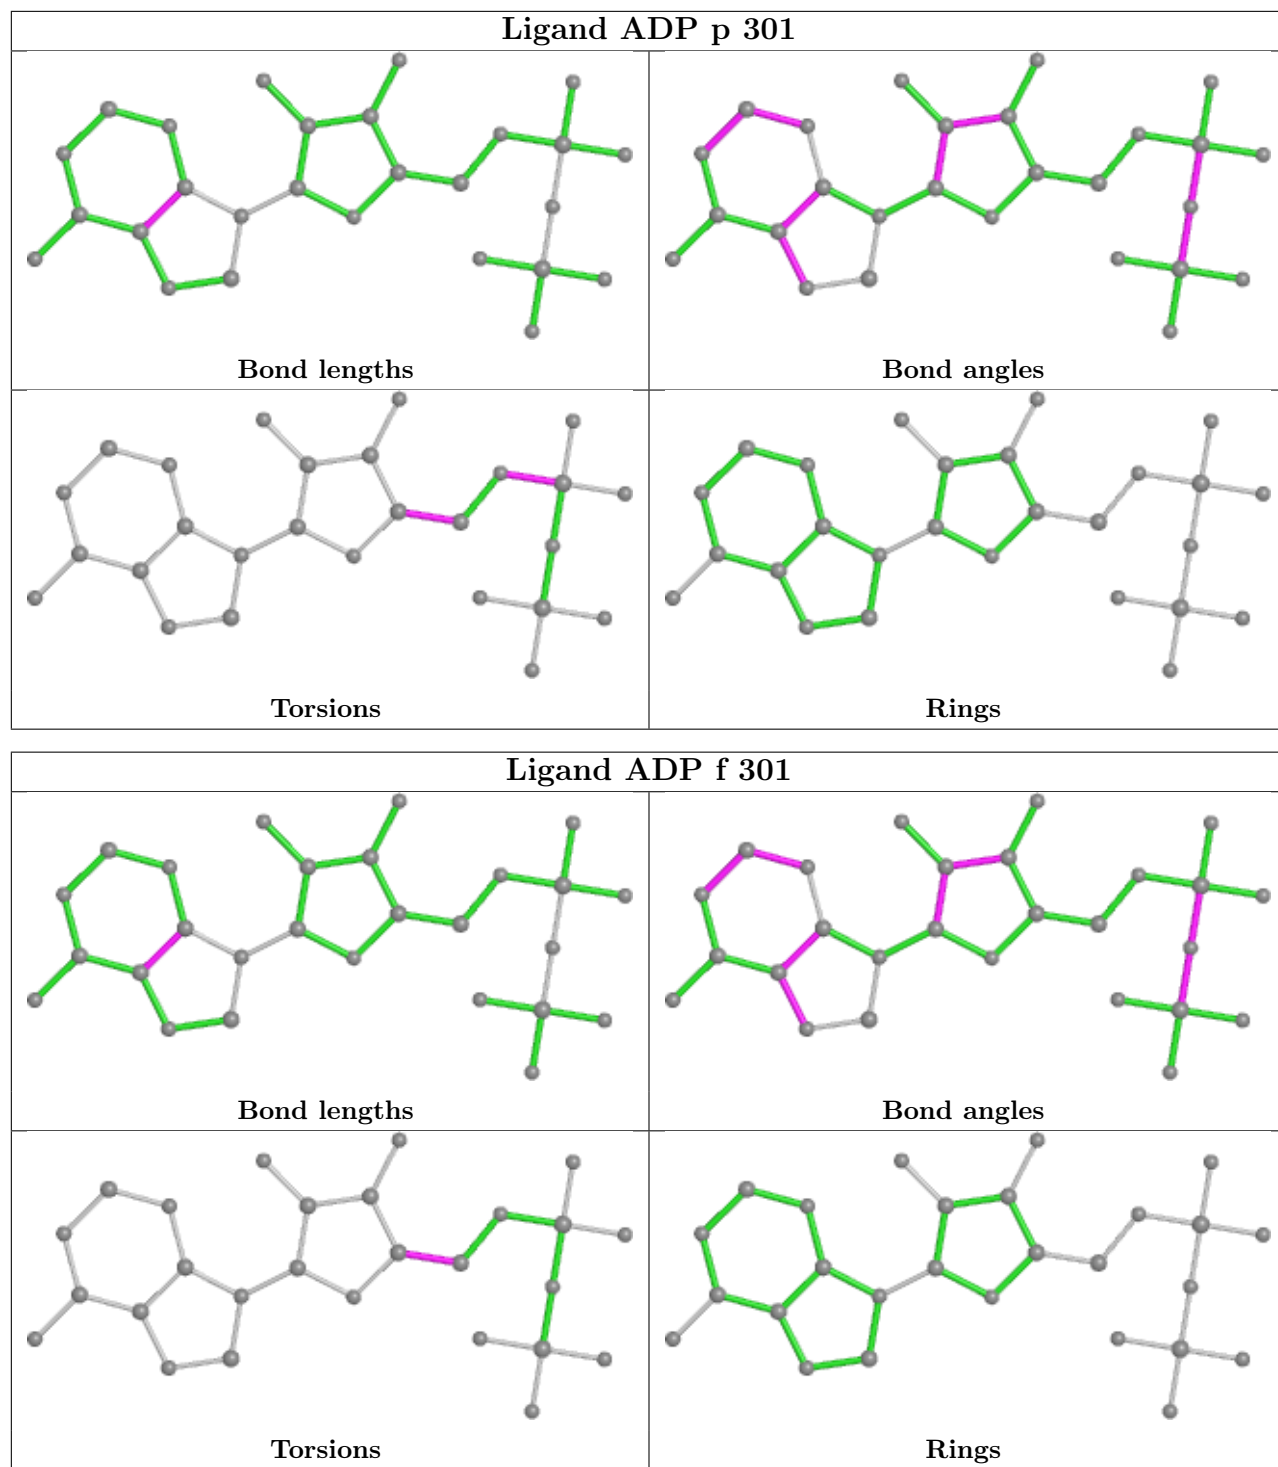 Ligand ADP p 301
Bond lengths
Bond angles
Torsions
Rings
Ligand ADP f 301
Bond lengths
Bond angles
Torsions
Rings